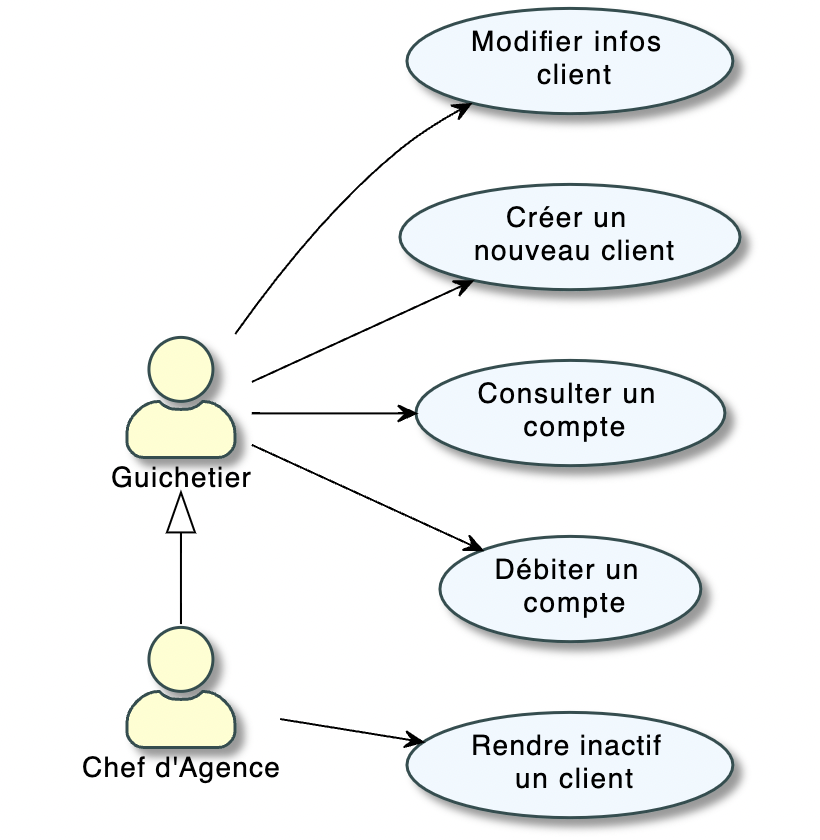 Modifier infos
client
Créer un
nouveau client
Consulter un
compte
Guichetier
Débiter un
compte
Rendre inactif
un client
Chef d'Agence